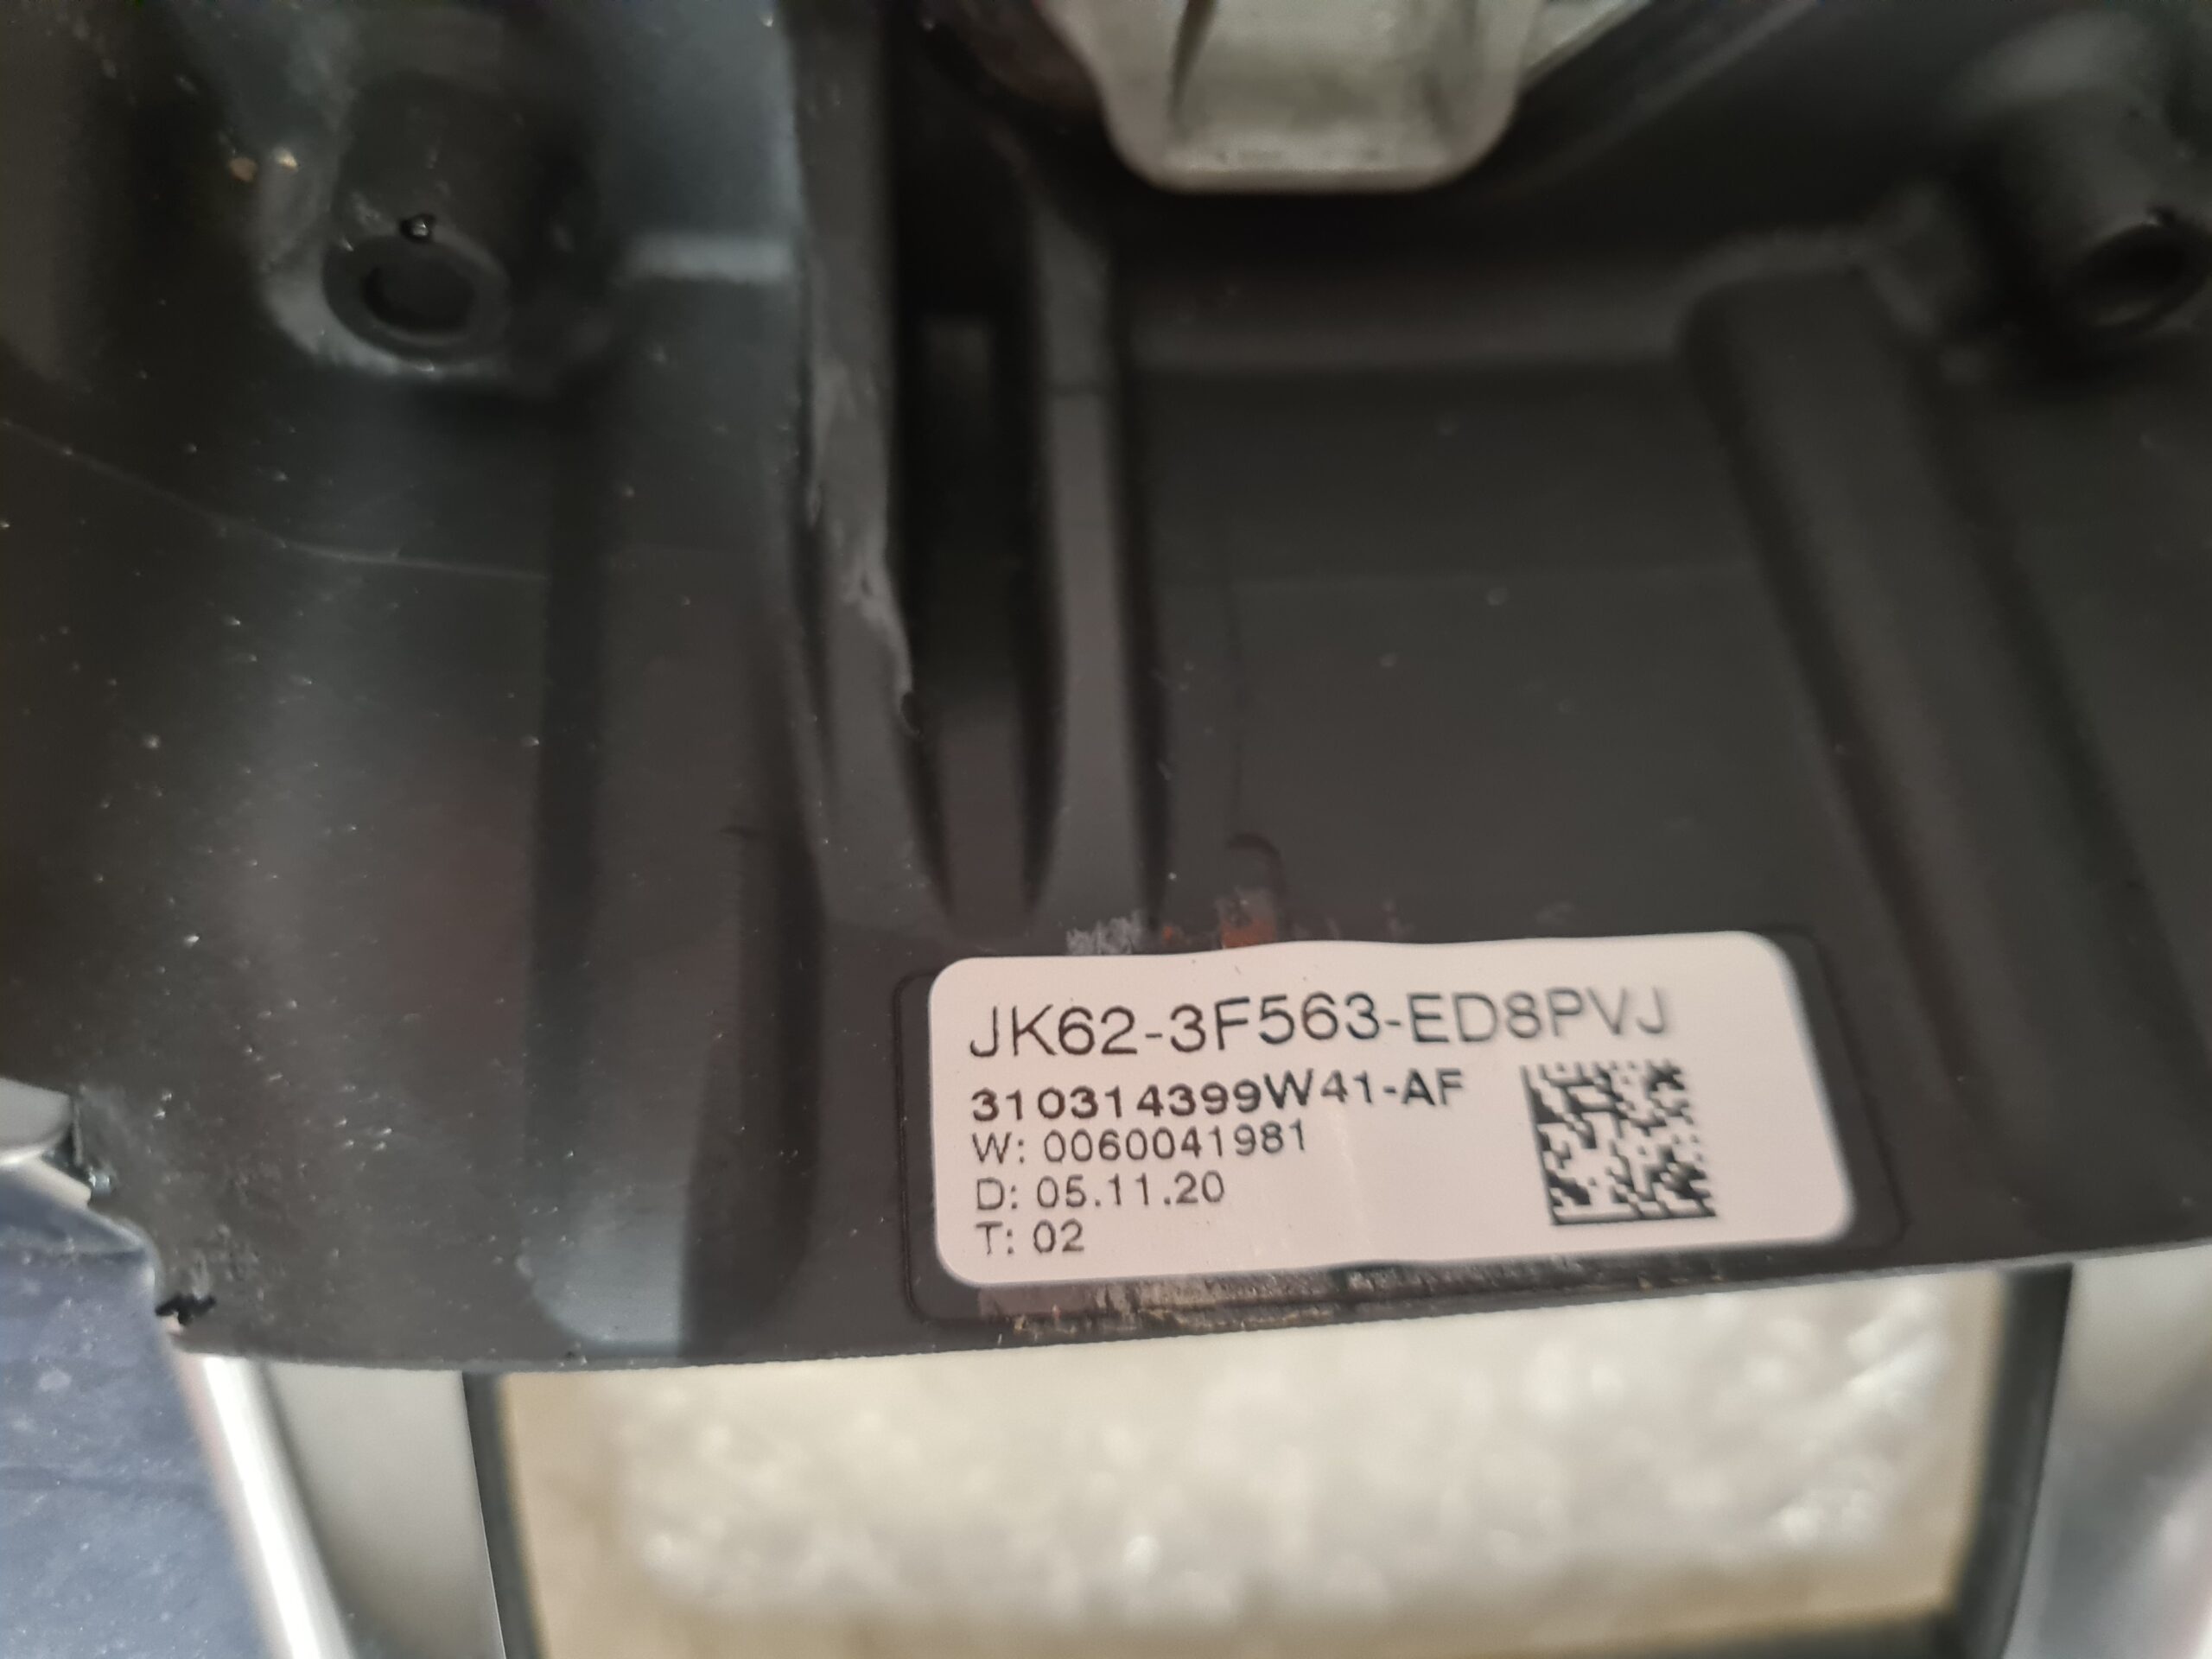 JK62-3F563-ED8PVJ
310314399W41-AF
W: 0060041981
D: 05.11.20
T: 02